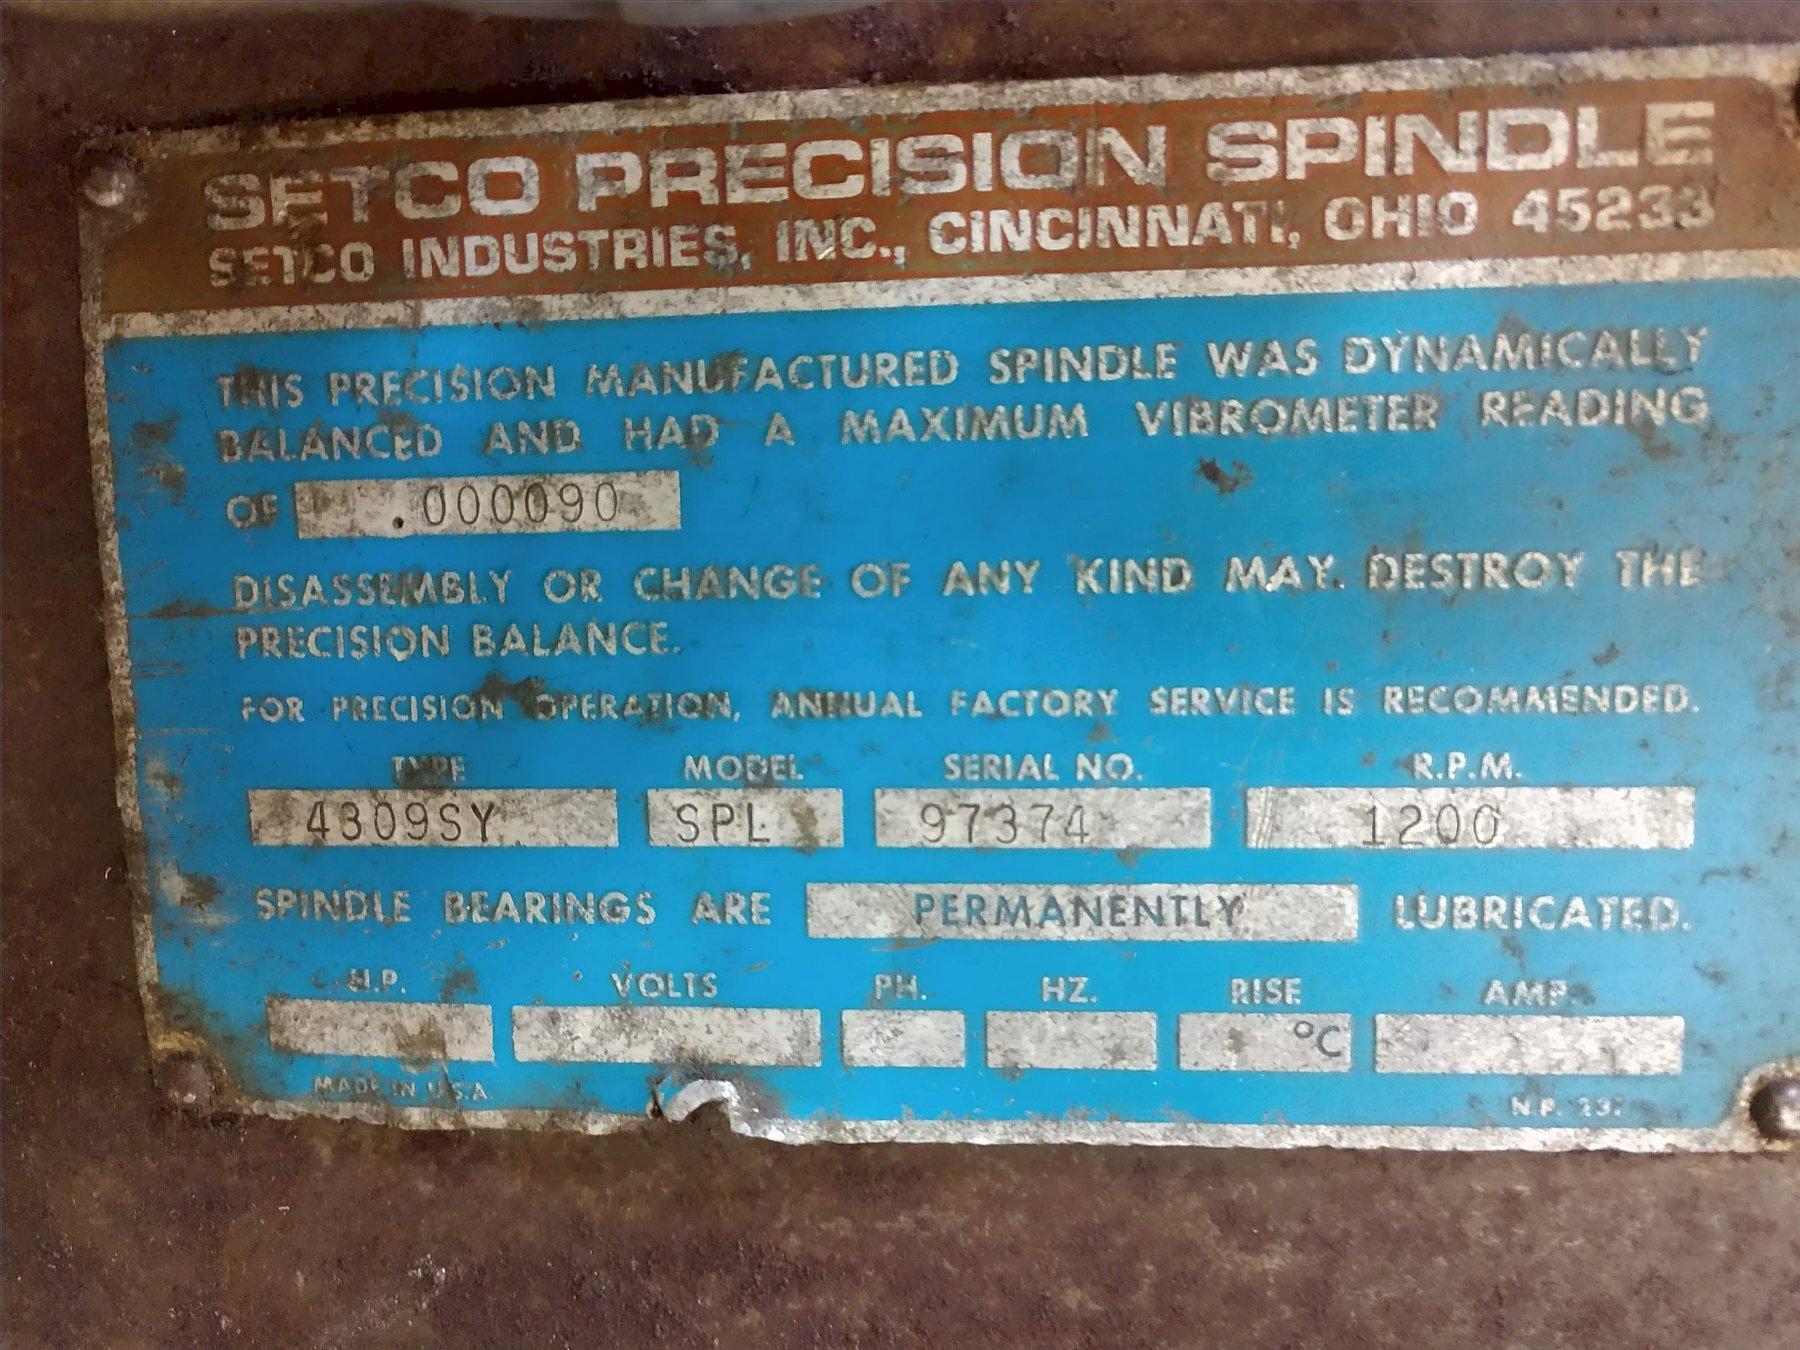 SETCO PRECISION SPINDLE
SETCO INDUSTRIES, INC., CINCINNATI, OHIO 45233
THIS PRECISION MANUFACTURED SPINDLE WAS DYNAMICALLY
BALANCED AND HAD A MAXIMUM VIBROMETER READING
OF .000090
DISASSEMBLY OR CHANGE OF ANY KIND MAY DESTROY THE
PRECISION BALANCE.
FOR PRECISION OPERATION, ANNUAL FACTORY SERVICE IS RECOMMENDED.
TYPE MODEL SERIAL NO. R.P.M.
4309SY SPL 97374 1200
SPINDLE BEARINGS ARE PERMANENTLY LUBRICATED.
H.P. VOLTS PH. HZ. RISE AMP.
°C
MADE IN U.S.A.
N.P.